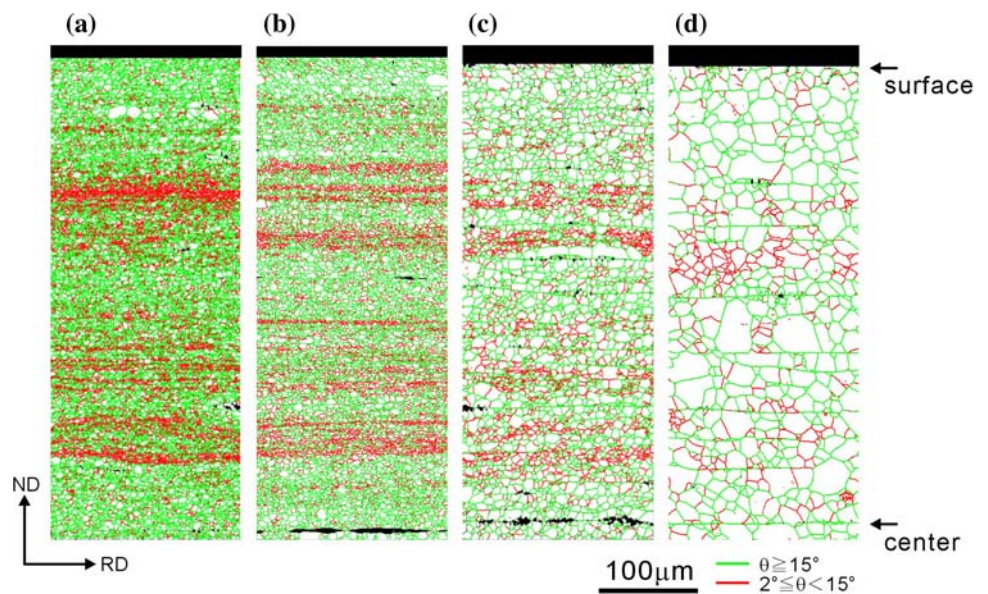 (a) (b) (c) (d)
surface
ND
RD
center
100μm
θ≧15°
2°≦θ<15°